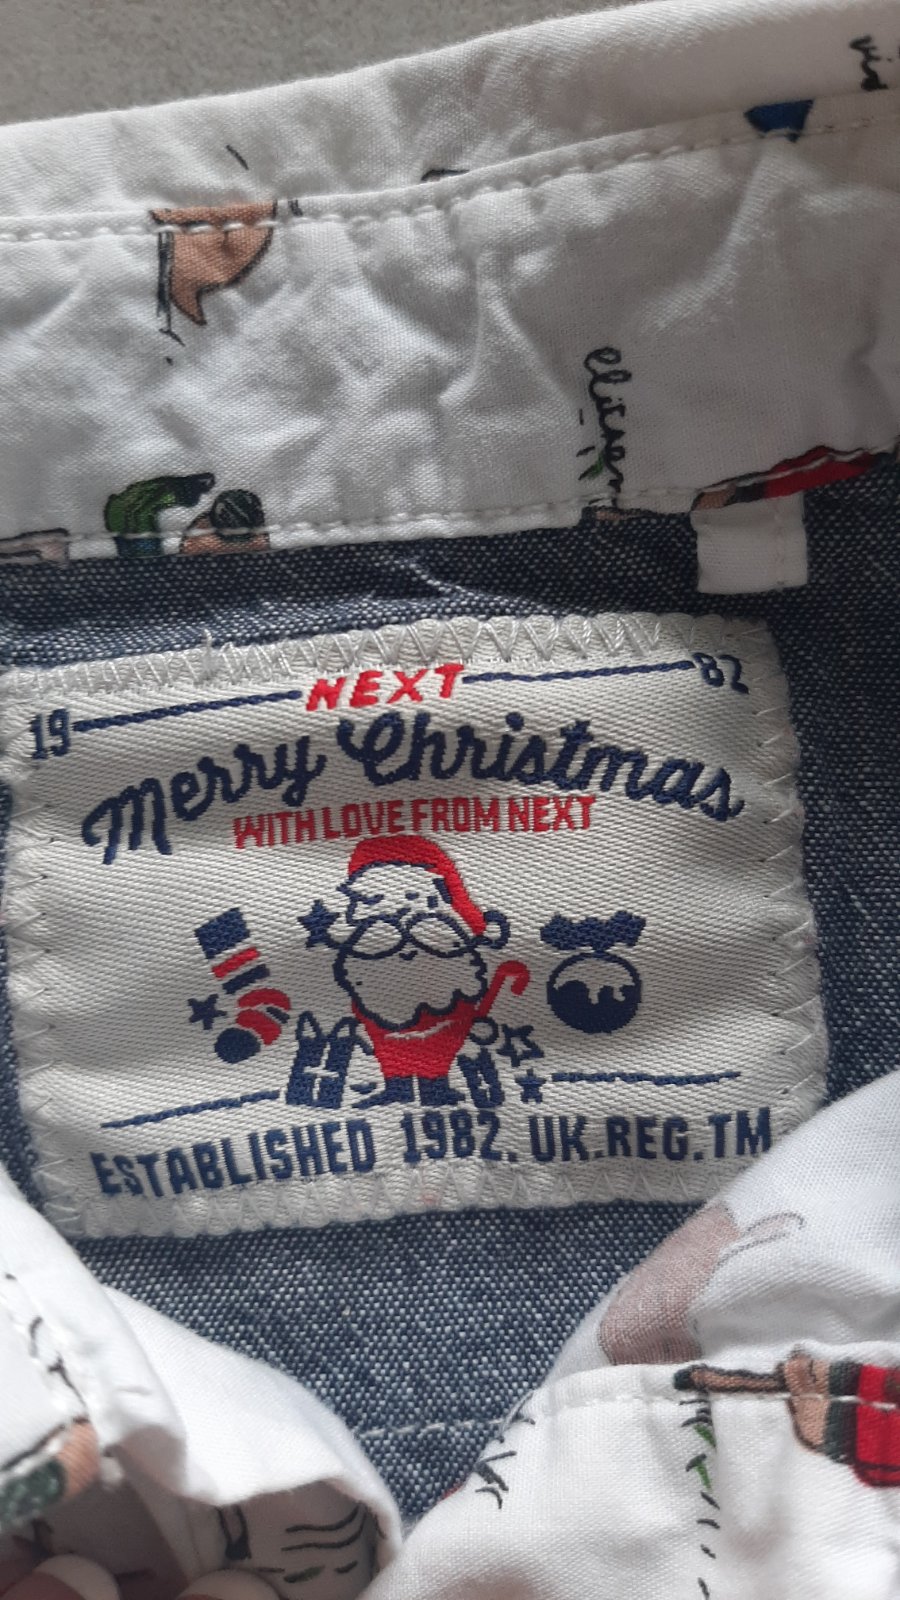 19 NEXT 82
Merry Christmas
WITH LOVE FROM NEXT
ESTABLISHED 1982. UK.REG.TM